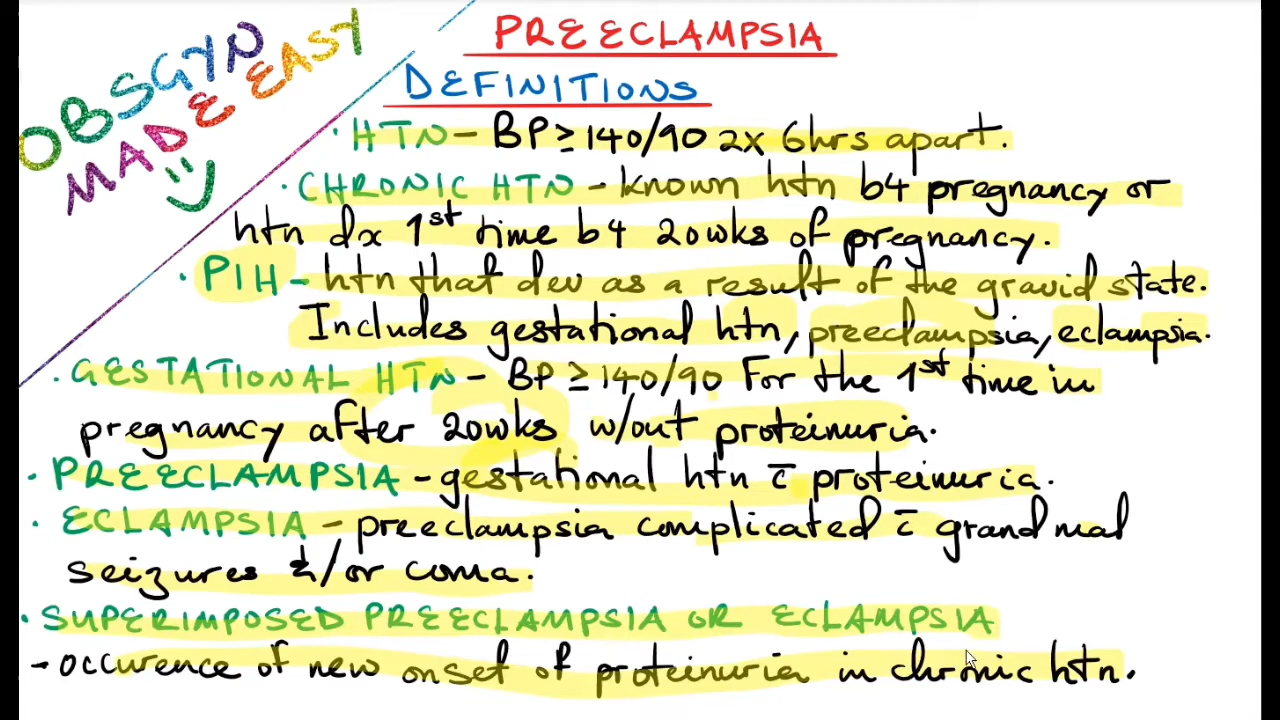 OBSGYN
MADE EASY
PREECLAMPSIA
DEFINITIONS
· HTN - BP ≥ 140/90 2x 6hrs apart.
· CHRONIC HTN - known htn b4 pregnancy or
htn dx 1st time b4 20wks of pregnancy.
· PIH - htn that dev as a result of the gravid state.
Includes gestational htn, preeclampsia, eclampsia.
· GESTATIONAL HTN - BP ≥ 140/90 For the 1st time in
pregnancy after 20wks w/out proteinuria.
· PREECLAMPSIA - gestational htn c̄ proteinuria.
· ECLAMPSIA - preeclampsia complicated c̄ grand mal
seizures &/or coma.
· SUPERIMPOSED PREECLAMPSIA OR ECLAMPSIA
- occurence of new onset of proteinuria in chronic htn.